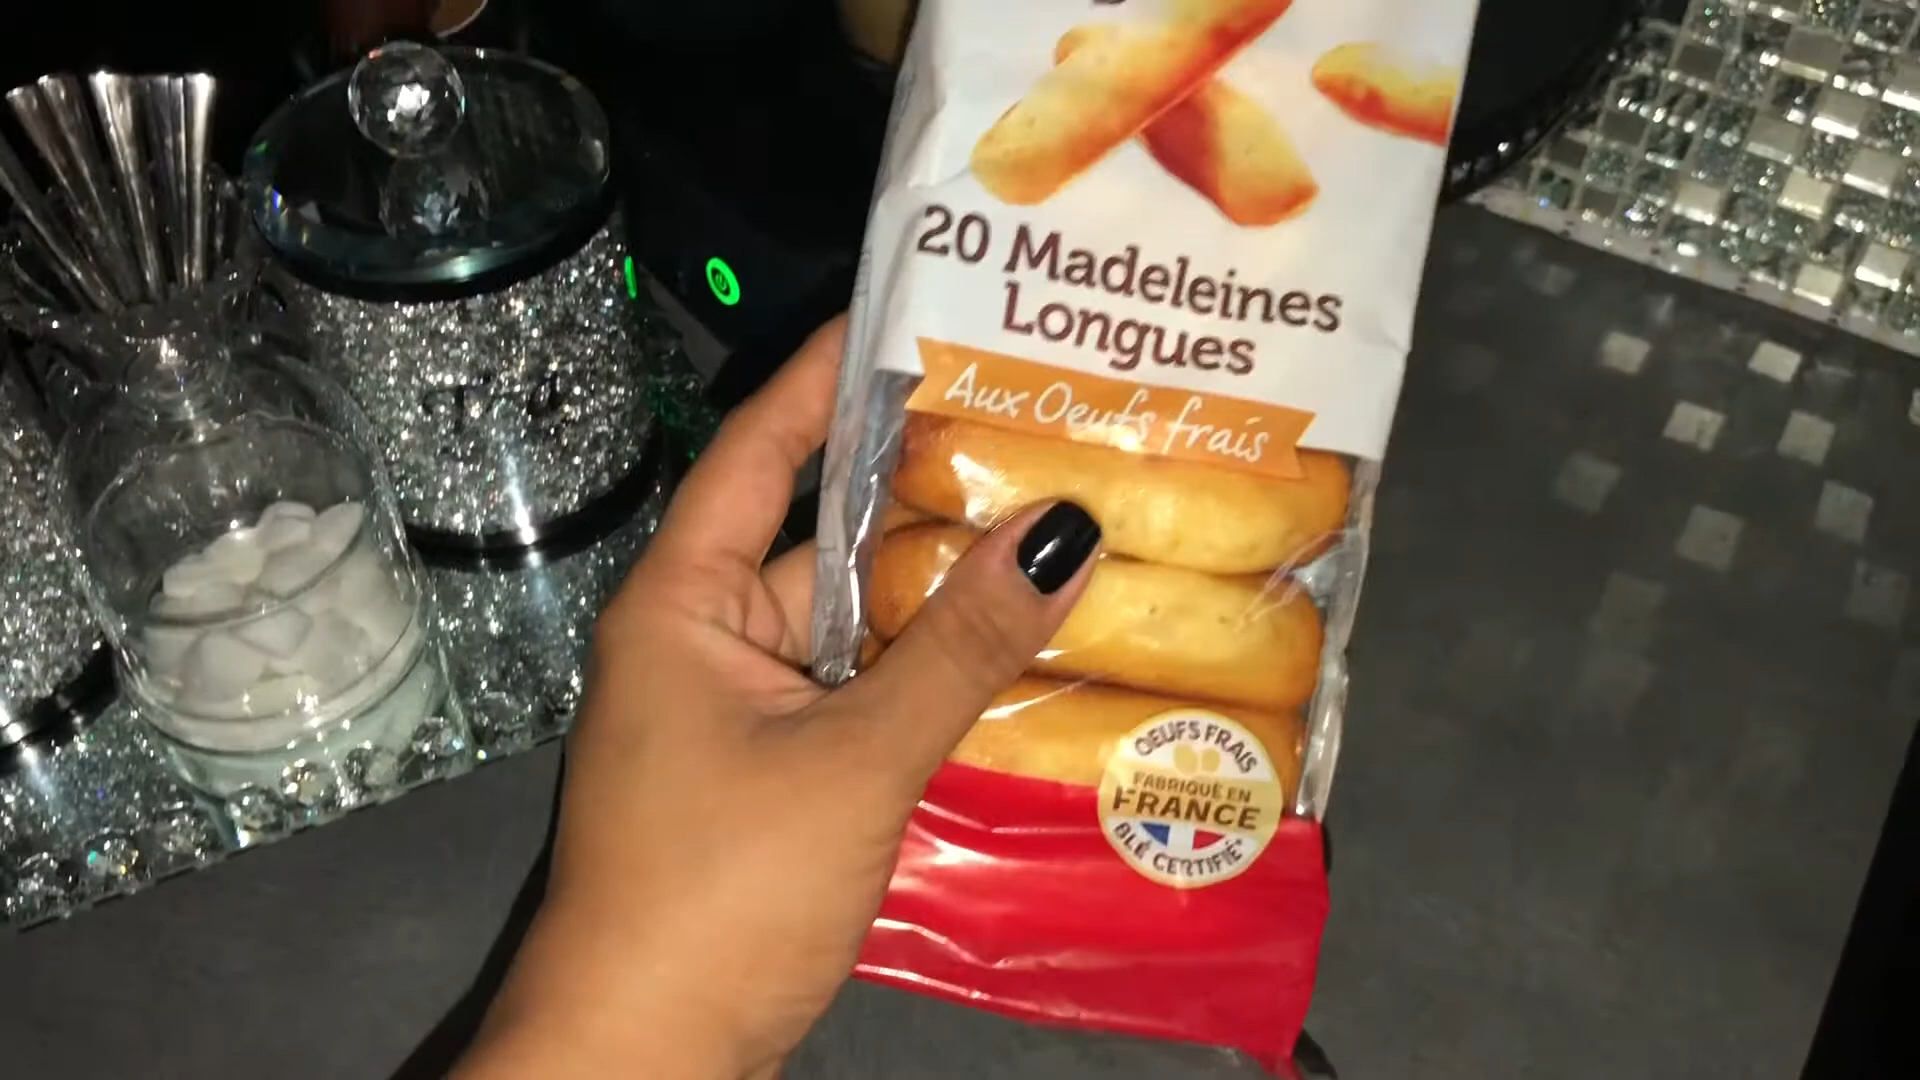 20 Madeleines
Longues
Aux Oeufs frais
OEUFS FRAIS
FABRIQUÉ EN
FRANCE
BLÉ CERTIFIÉ*